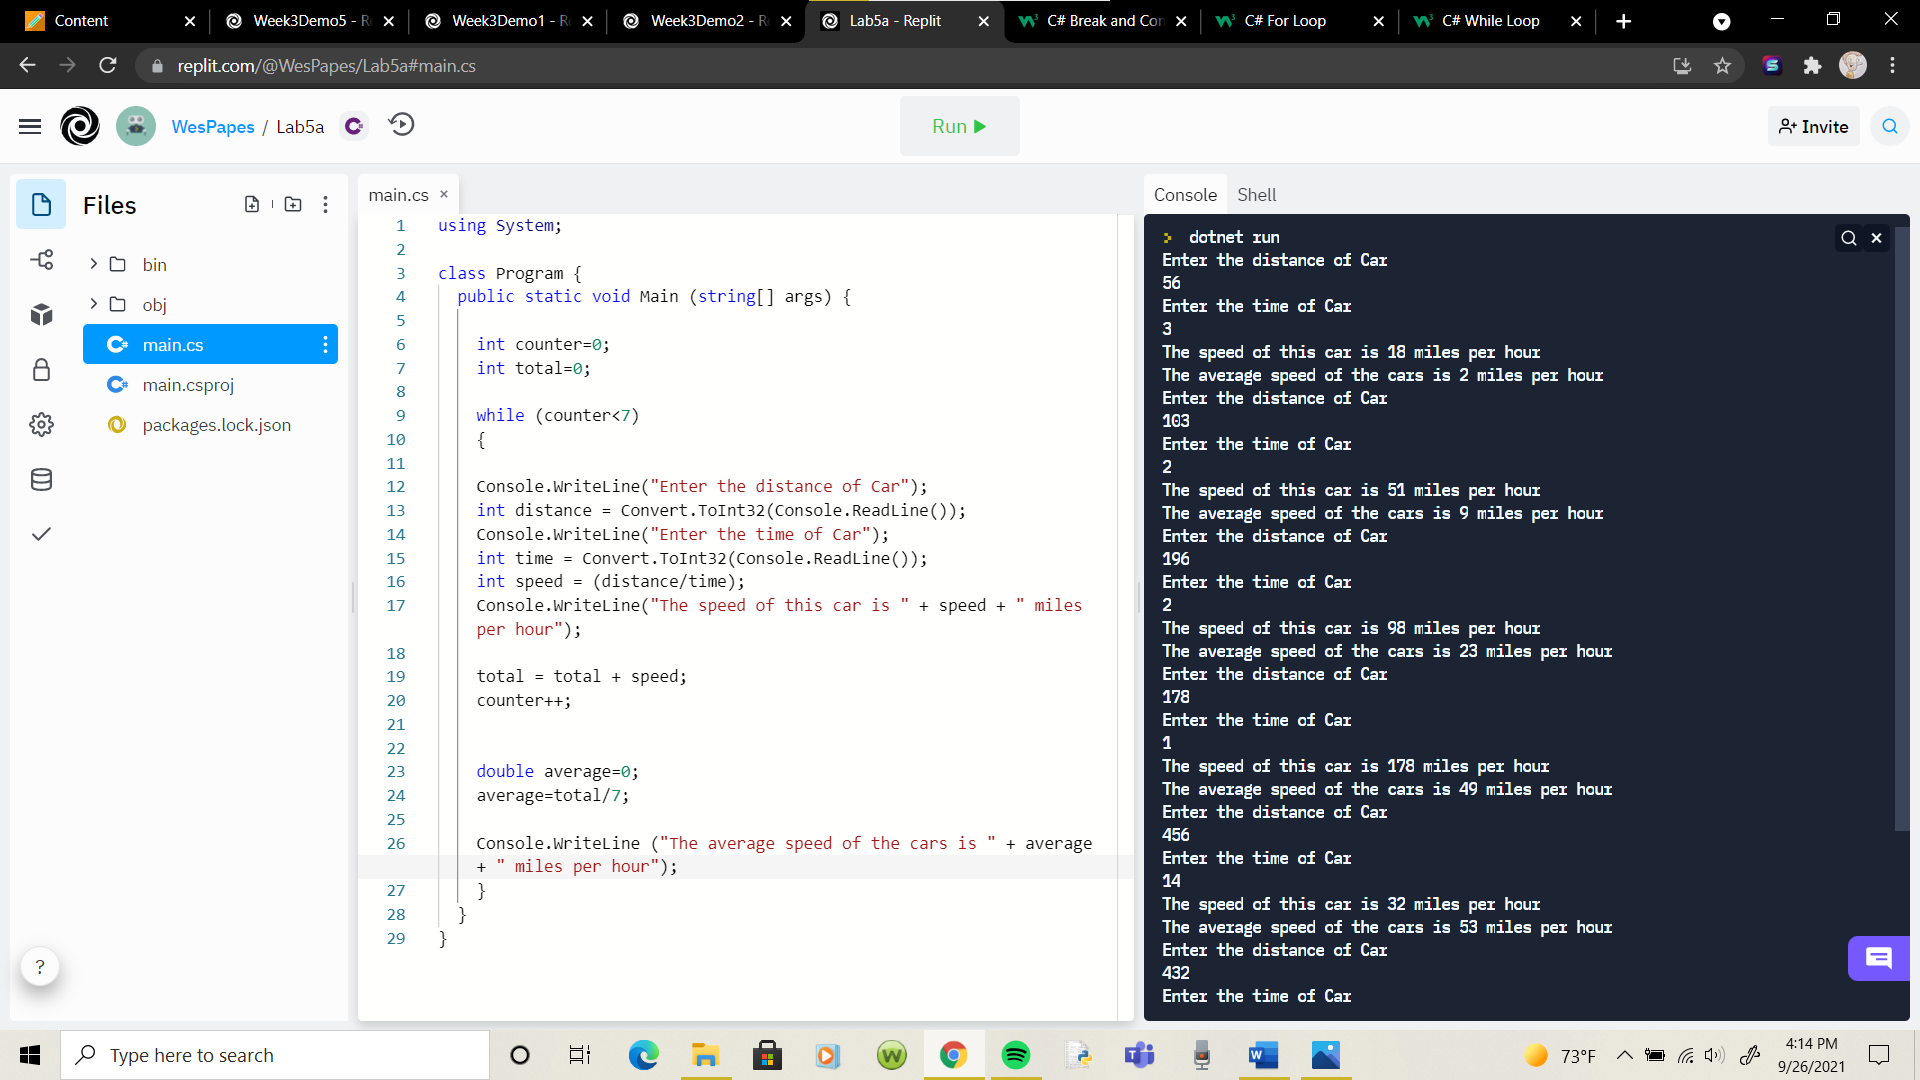 Content
Week3Demo5 - Re
Week3Demo1 - Re
Week3Demo2 - Re
Lab5a - Replit
C# Break and Con
C# For Loop
C# While Loop
replit.com/@WesPapes/Lab5a#main.cs
WesPapes / Lab5a
Run
Invite
Files
bin
obj
main.cs
main.csproj
packages.lock.json
main.cs
1 using System;
2
3 class Program {
4 public static void Main (string[] args) {
5
6 int counter=0;
7 int total=0;
8
9 while (counter<7)
10 {
11
12 Console.WriteLine("Enter the distance of Car");
13 int distance = Convert.ToInt32(Console.ReadLine());
14 Console.WriteLine("Enter the time of Car");
15 int time = Convert.ToInt32(Console.ReadLine());
16 int speed = (distance/time);
17 Console.WriteLine("The speed of this car is " + speed + " miles
per hour");
18
19 total = total + speed;
20 counter++;
21
22
23 double average=0;
24 average=total/7;
25
26 Console.WriteLine ("The average speed of the cars is " + average
+ " miles per hour");
27 }
28 }
29 }
Console Shell
> dotnet run
Enter the distance of Car
56
Enter the time of Car
3
The speed of this car is 18 miles per hour
The average speed of the cars is 2 miles per hour
Enter the distance of Car
103
Enter the time of Car
2
The speed of this car is 51 miles per hour
The average speed of the cars is 9 miles per hour
Enter the distance of Car
196
Enter the time of Car
2
The speed of this car is 98 miles per hour
The average speed of the cars is 23 miles per hour
Enter the distance of Car
178
Enter the time of Car
1
The speed of this car is 178 miles per hour
The average speed of the cars is 49 miles per hour
Enter the distance of Car
456
Enter the time of Car
14
The speed of this car is 32 miles per hour
The average speed of the cars is 53 miles per hour
Enter the distance of Car
432
Enter the time of Car
?
Type here to search
73°F
4:14 PM
9/26/2021